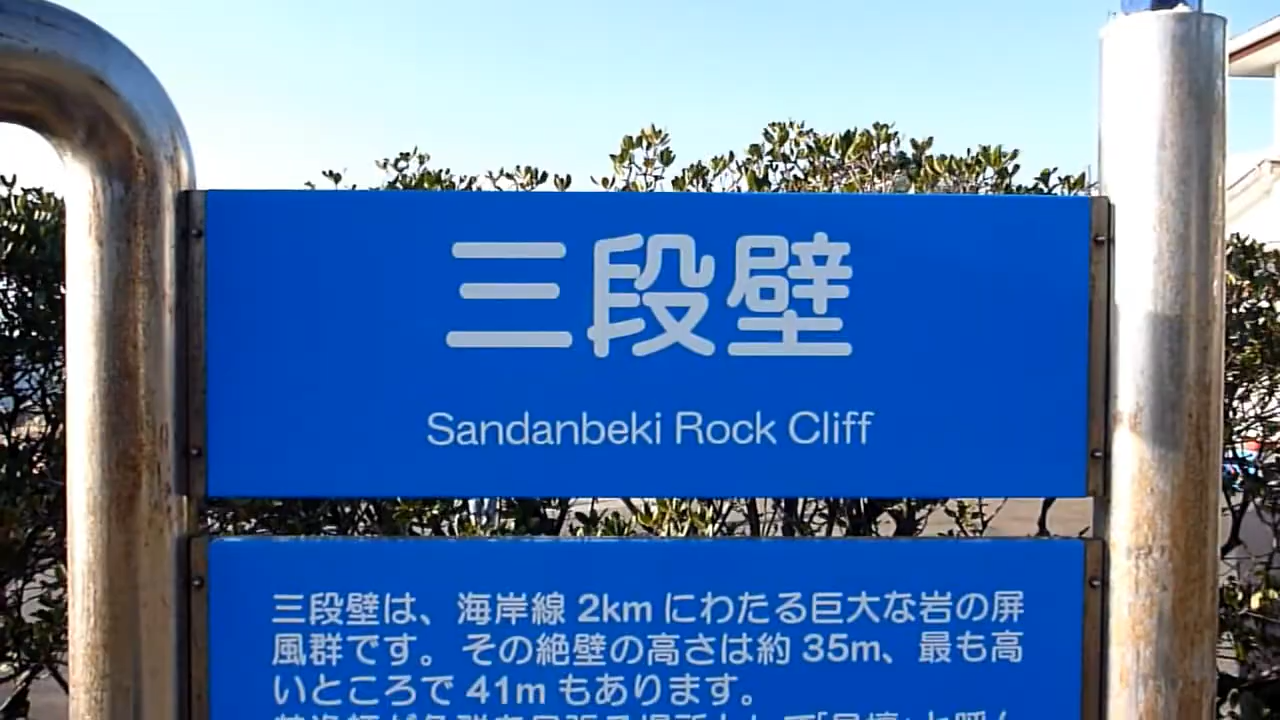 三段壁
Sandanbeki Rock Cliff
三段壁は、海岸線 2km にわたる巨大な岩の屏
風群です。その絶壁の高さは約 35m、最も高
いところで 41m もあります。